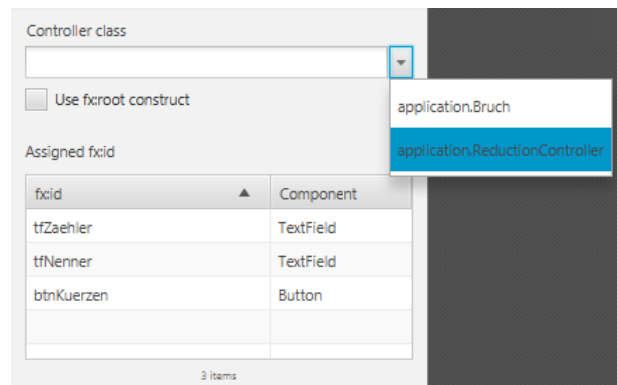 Controller class
Use fx:root construct
application.Bruch
application.ReductionController
Assigned fx:id
fx:id Component
tfZaehler TextField
tfNenner TextField
btnKuerzen Button
3 items